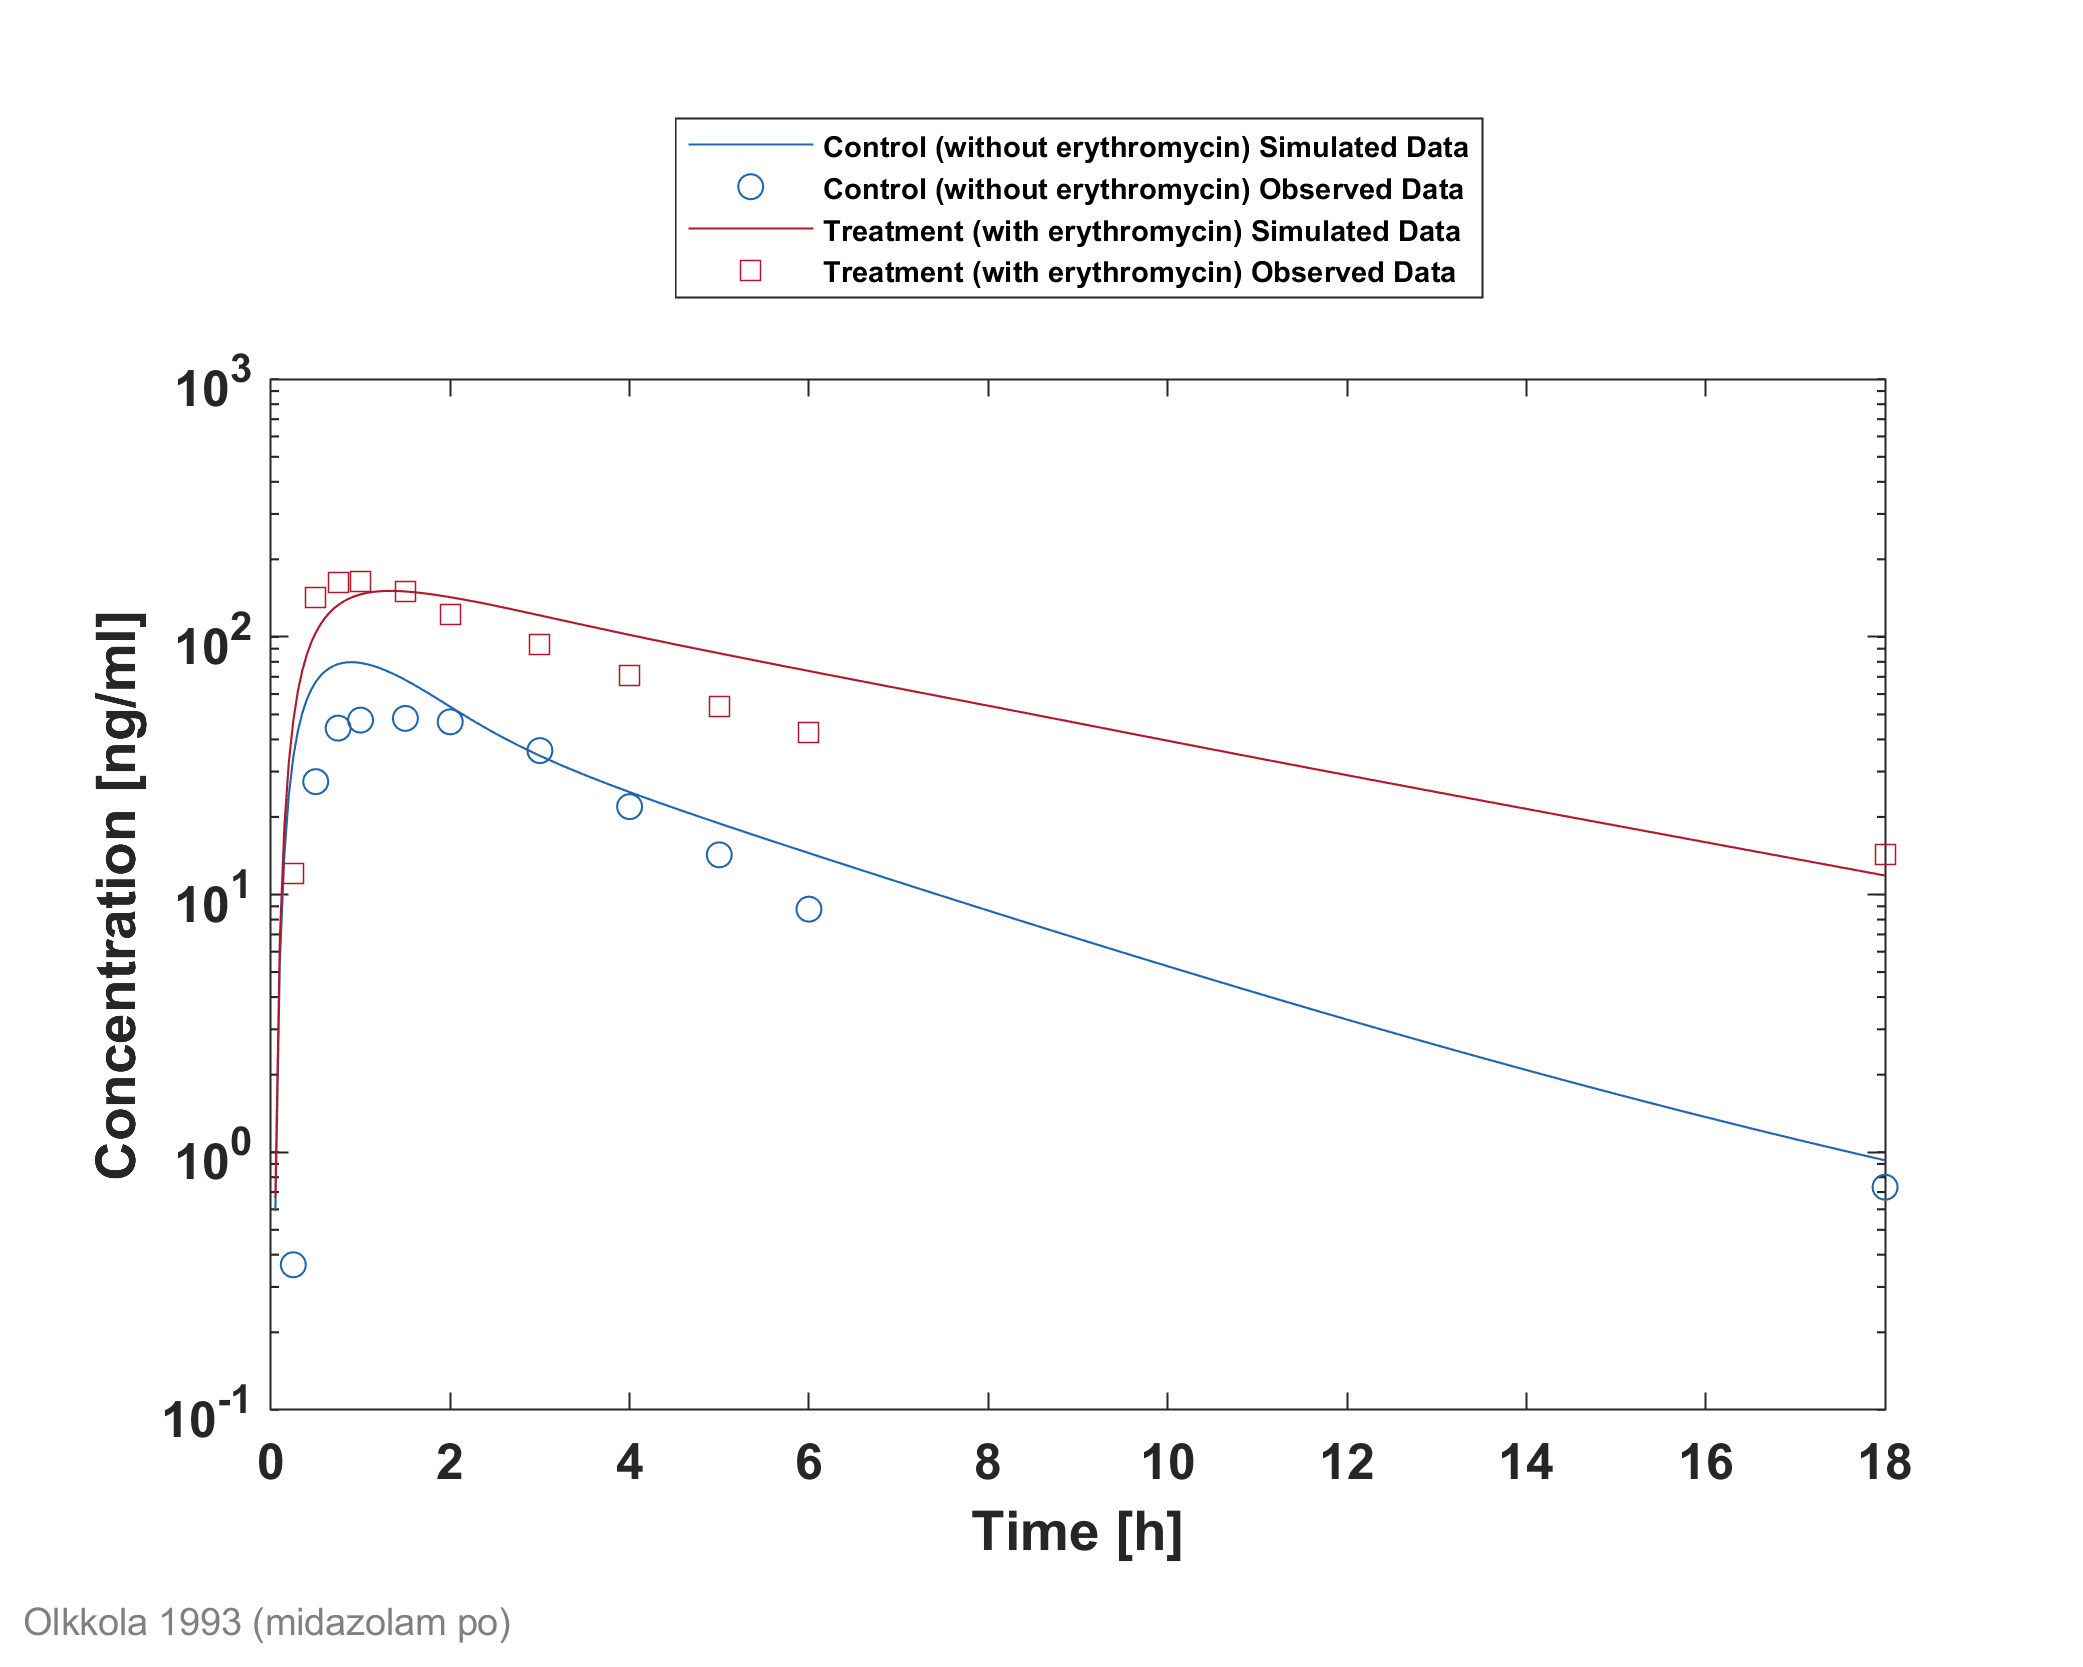 Control (without erythromycin) Simulated Data
Control (without erythromycin) Observed Data
Treatment (with erythromycin) Simulated Data
Treatment (with erythromycin) Observed Data
10^3
10^2
10^1
10^0
10^-1
Concentration [ng/ml]
0 2 4 6 8 10 12 14 16 18
Time [h]
Olkkola 1993 (midazolam po)